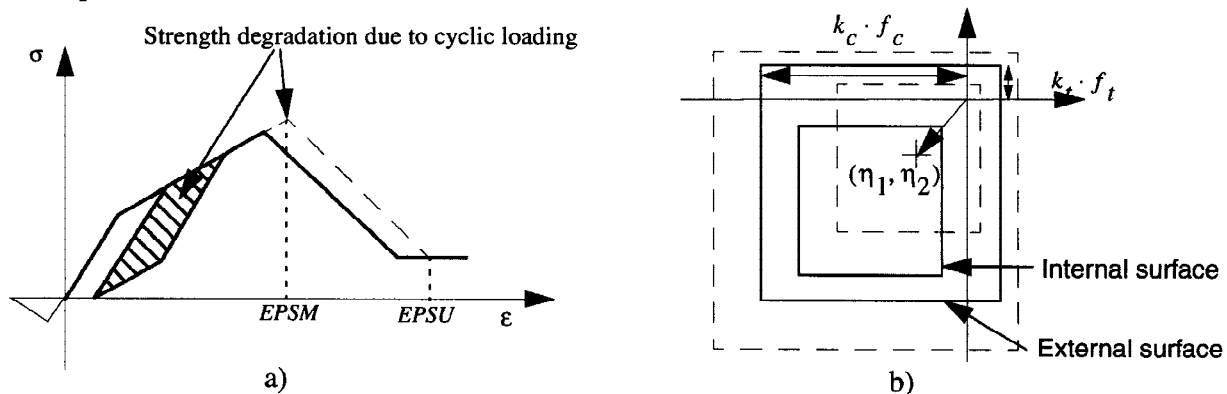 Strength degradation due to cyclic loading
σ
EPSM
EPSU
ε
a)
k_c · f_c
k_t · f_t
(η_1, η_2)
Internal surface
External surface
b)